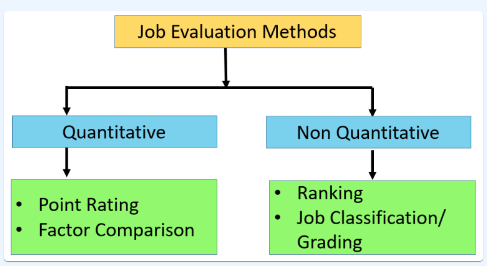 Job Evaluation Methods
Quantitative
Non Quantitative
• Point Rating
• Factor Comparison
• Ranking
• Job Classification/
Grading